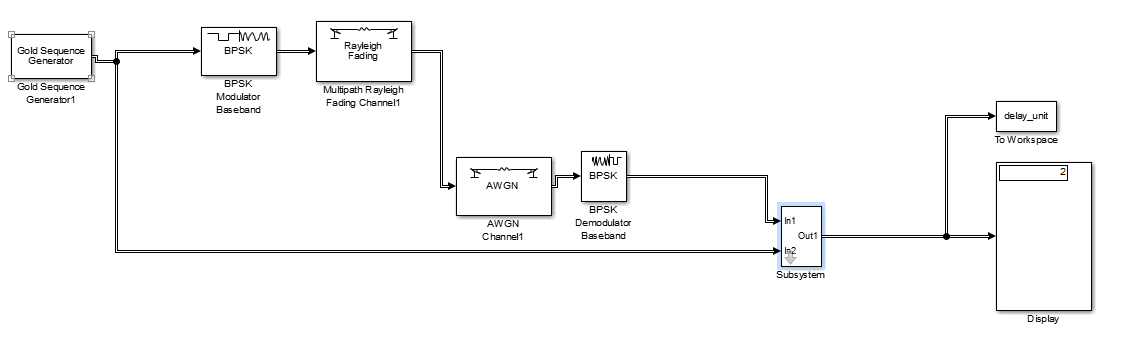 Gold Sequence
Generator
Gold Sequence
Generator1
BPSK
BPSK
Modulator
Baseband
Rayleigh
Fading
Multipath Rayleigh
Fading Channel1
AWGN
AWGN
Channel1
BPSK
BPSK
Demodulator
Baseband
In1
Out1
In2
Subsystem
delay_unit
To Workspace
2
Display